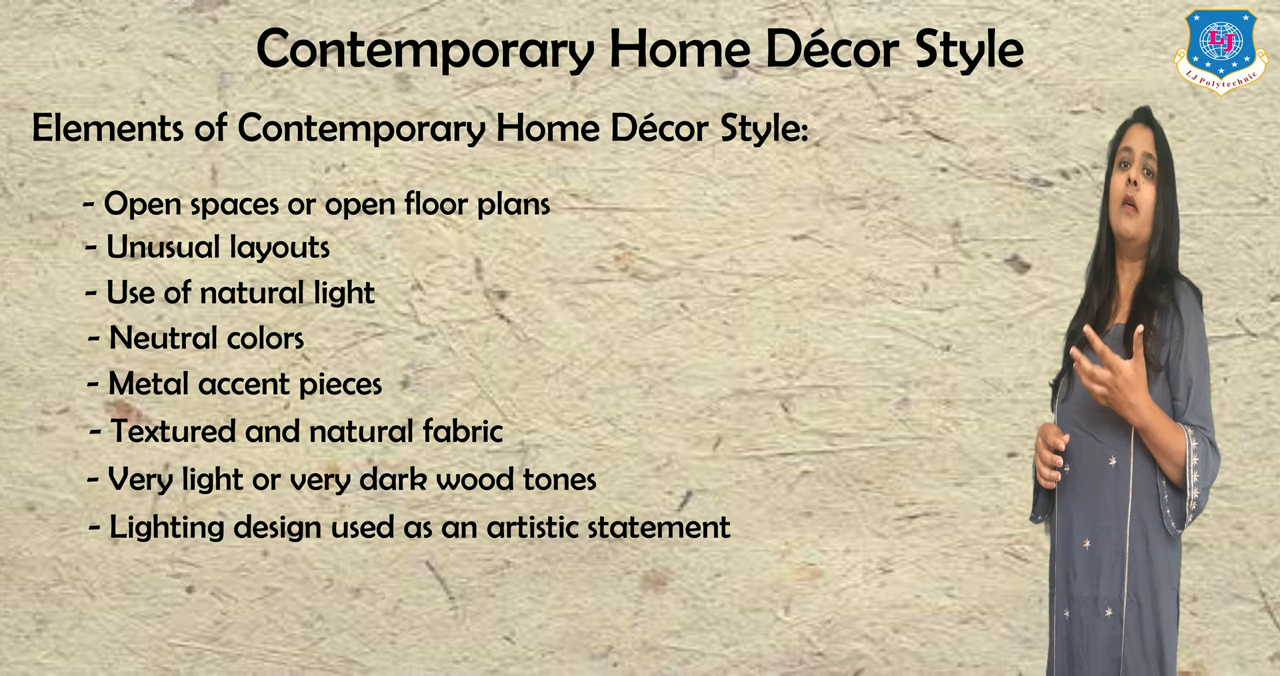 Contemporary Home Décor Style
LJ
LJ Polytechnic
Elements of Contemporary Home Décor Style:
- Open spaces or open floor plans
- Unusual layouts
- Use of natural light
- Neutral colors
- Metal accent pieces
- Textured and natural fabric
- Very light or very dark wood tones
- Lighting design used as an artistic statement